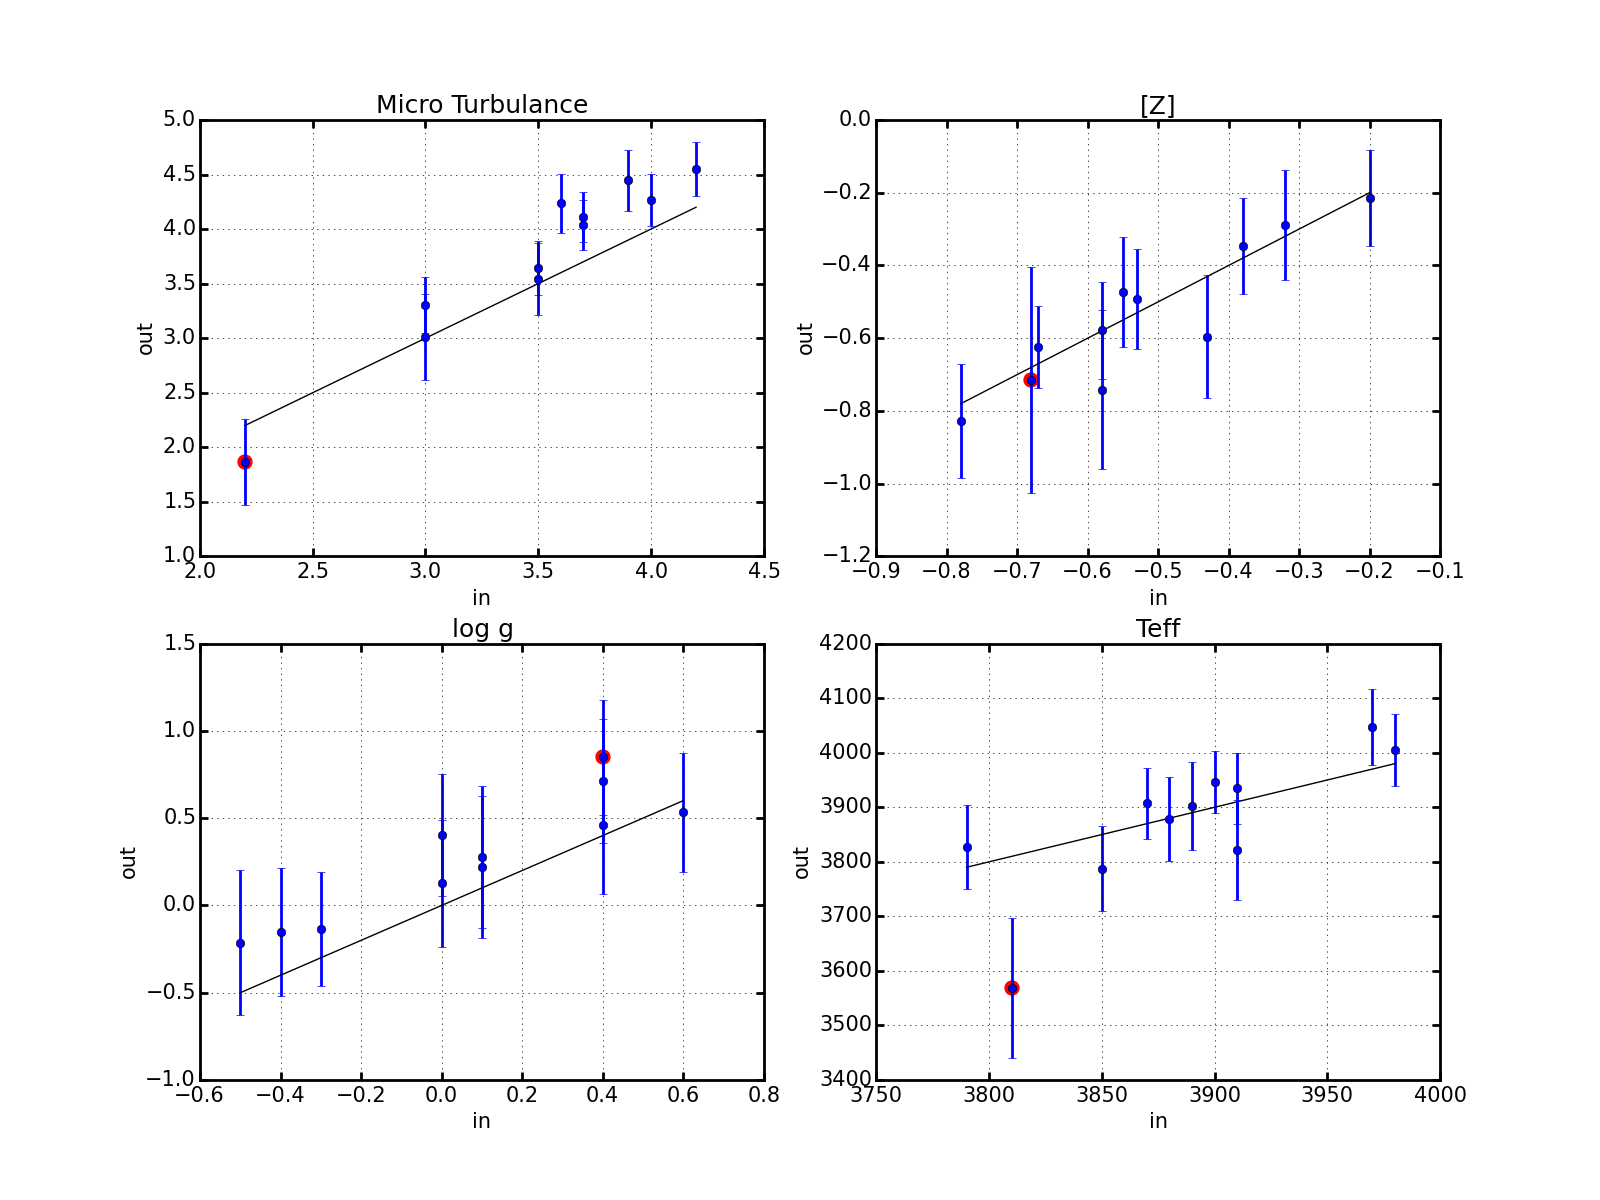 Micro Turbulance
5.0
4.5
4.0
3.5
3.0
2.5
2.0
1.5
1.0
out
2.0 2.5 3.0 3.5 4.0 4.5
in
[Z]
0.0
−0.2
−0.4
−0.6
−0.8
−1.0
−1.2
out
−0.9 −0.8 −0.7 −0.6 −0.5 −0.4 −0.3 −0.2 −0.1
in
log g
1.5
1.0
0.5
0.0
−0.5
−1.0
out
−0.6 −0.4 −0.2 0.0 0.2 0.4 0.6 0.8
in
Teff
4200
4100
4000
3900
3800
3700
3600
3500
3400
out
3750 3800 3850 3900 3950 4000
in